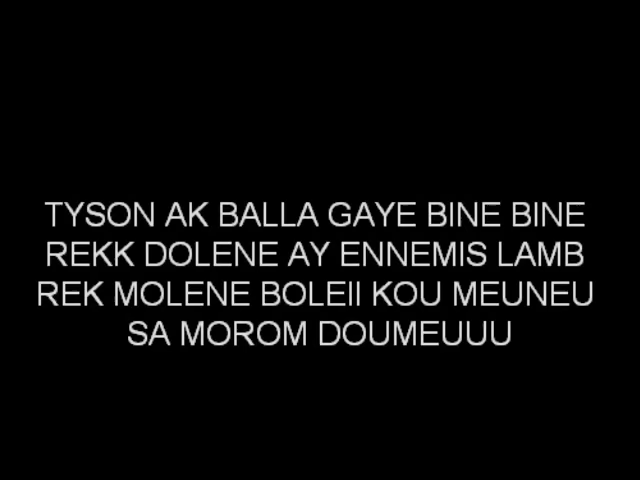 TYSON AK BALLA GAYE BINE BINE
REKK DOLENE AY ENNEMIS LAMB
REK MOLENE BOLEII KOU MEUNEU
SA MOROM DOUMEUUU